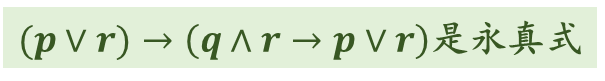 (p ∨ r) → (q ∧ r → p ∨ r)是永真式